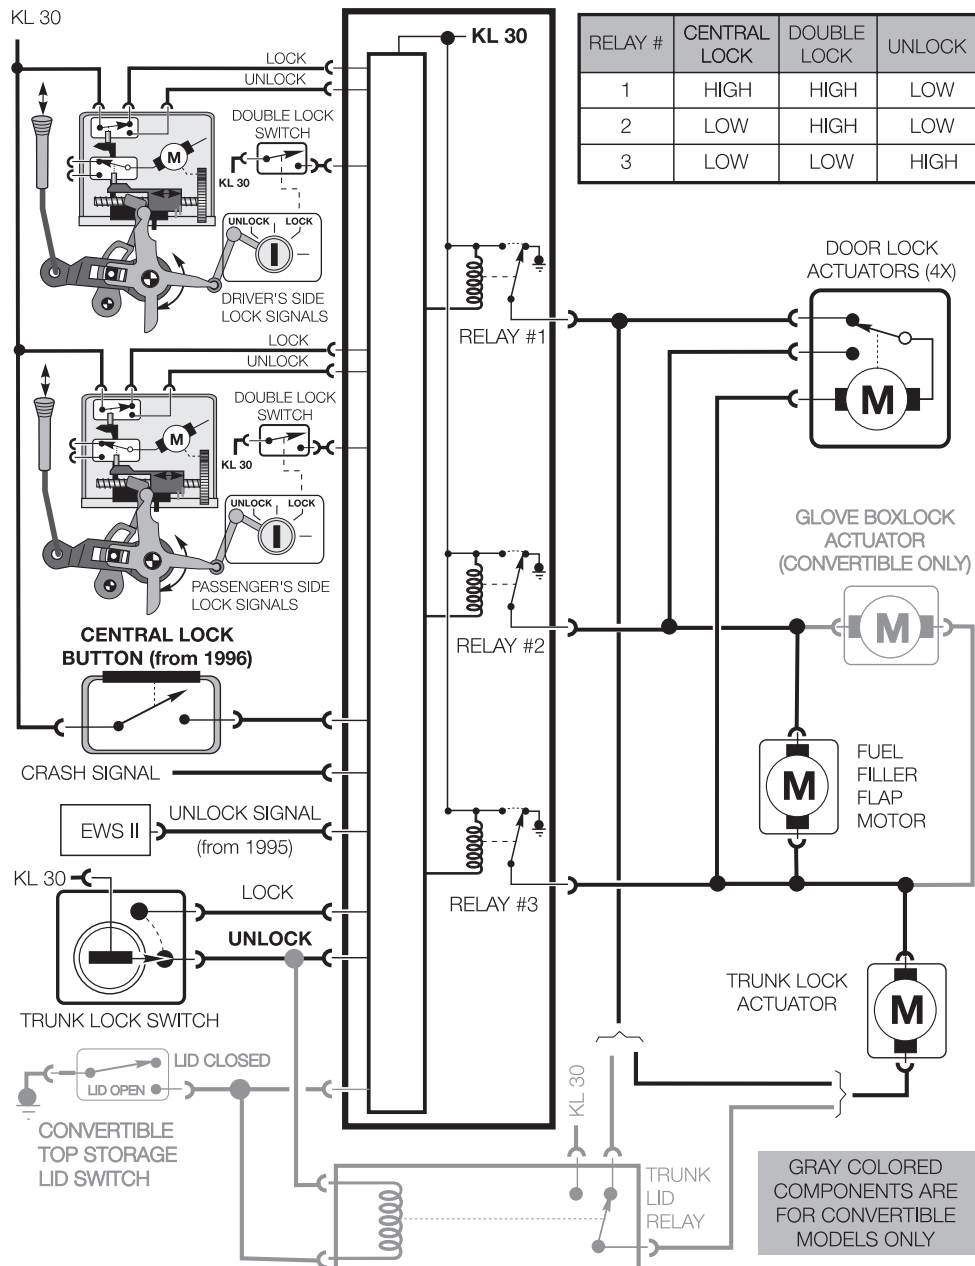 KL 30
KL 30
LOCK
UNLOCK
DOUBLE LOCK
SWITCH
KL 30
M
UNLOCK
LOCK
DRIVER'S SIDE
LOCK SIGNALS
LOCK
UNLOCK
DOUBLE LOCK
SWITCH
KL 30
M
UNLOCK
LOCK
PASSENGER'S SIDE
LOCK SIGNALS
CENTRAL LOCK
BUTTON (from 1996)
CRASH SIGNAL
EWS II
UNLOCK SIGNAL
(from 1995)
KL 30
LOCK
UNLOCK
TRUNK LOCK SWITCH
LID CLOSED
LID OPEN
CONVERTIBLE
TOP STORAGE
LID SWITCH
RELAY #1
RELAY #2
RELAY #3
RELAY # CENTRAL LOCK DOUBLE LOCK UNLOCK
1 HIGH HIGH LOW
2 LOW HIGH LOW
3 LOW LOW HIGH
DOOR LOCK
ACTUATORS (4X)
M
GLOVE BOXLOCK
ACTUATOR
(CONVERTIBLE ONLY)
M
M
FUEL
FILLER
FLAP
MOTOR
TRUNK LOCK
ACTUATOR
M
KL 30
TRUNK
LID
RELAY
GRAY COLORED
COMPONENTS ARE
FOR CONVERTIBLE
MODELS ONLY